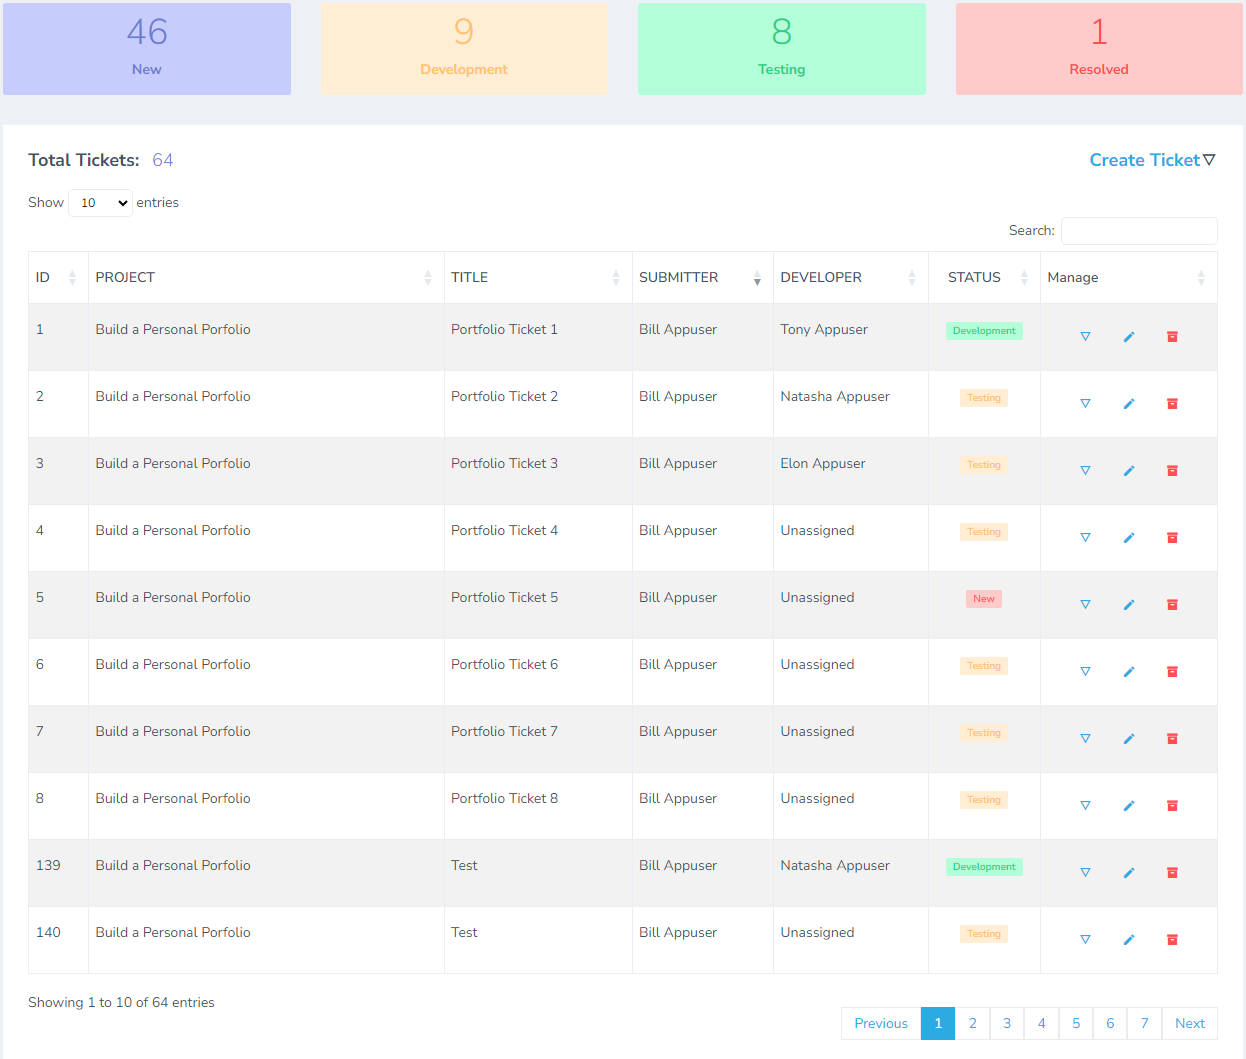 46 9 8 1
New Development Testing Resolved
Total Tickets: 64 Create Ticket
Show 10 entries
Search:
ID PROJECT TITLE SUBMITTER DEVELOPER STATUS Manage
1 Build a Personal Porfolio Portfolio Ticket 1 Bill Appuser Tony Appuser Development
2 Build a Personal Porfolio Portfolio Ticket 2 Bill Appuser Natasha Appuser Testing
3 Build a Personal Porfolio Portfolio Ticket 3 Bill Appuser Elon Appuser Testing
4 Build a Personal Porfolio Portfolio Ticket 4 Bill Appuser Unassigned Testing
5 Build a Personal Porfolio Portfolio Ticket 5 Bill Appuser Unassigned New
6 Build a Personal Porfolio Portfolio Ticket 6 Bill Appuser Unassigned Testing
7 Build a Personal Porfolio Portfolio Ticket 7 Bill Appuser Unassigned Testing
8 Build a Personal Porfolio Portfolio Ticket 8 Bill Appuser Unassigned Testing
139 Build a Personal Porfolio Test Bill Appuser Natasha Appuser Development
140 Build a Personal Porfolio Test Bill Appuser Unassigned Testing
Showing 1 to 10 of 64 entries
Previous 1 2 3 4 5 6 7 Next